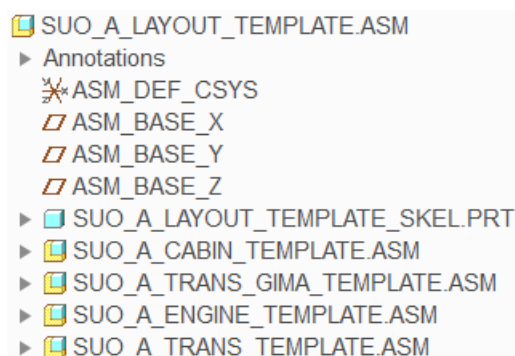 SUO_A_LAYOUT_TEMPLATE.ASM
Annotations
ASM_DEF_CSYS
ASM_BASE_X
ASM_BASE_Y
ASM_BASE_Z
SUO_A_LAYOUT_TEMPLATE_SKEL.PRT
SUO_A_CABIN_TEMPLATE.ASM
SUO_A_TRANS_GIMA_TEMPLATE.ASM
SUO_A_ENGINE_TEMPLATE.ASM
SUO_A_TRANS_TEMPLATE.ASM